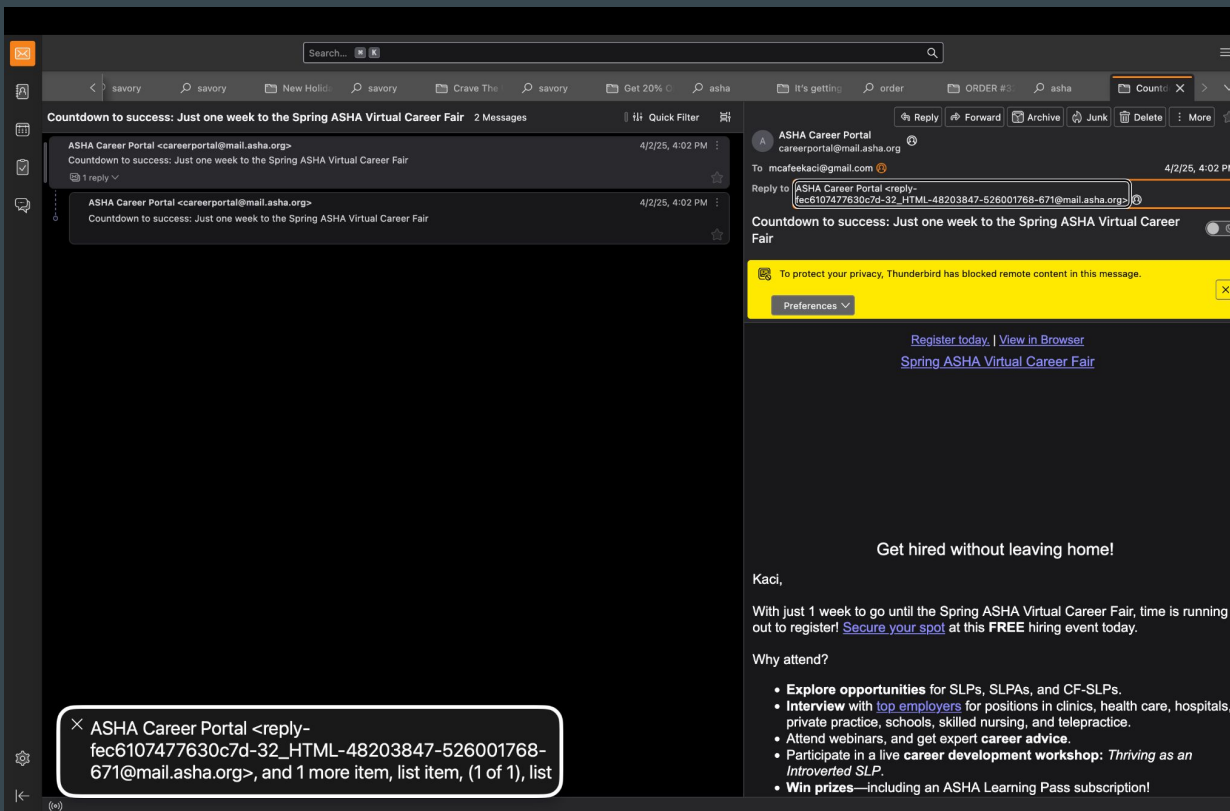 Search... ⌘ K
savory
savory
New Holid
savory
Crave The
savory
Get 20% O
asha
It's getting
order
ORDER #3
asha
Countd
Countdown to success: Just one week to the Spring ASHA Virtual Career Fair 2 Messages
Quick Filter
ASHA Career Portal <careerportal@mail.asha.org> 4/2/25, 4:02 PM
Countdown to success: Just one week to the Spring ASHA Virtual Career Fair
1 reply
ASHA Career Portal <careerportal@mail.asha.org> 4/2/25, 4:02 PM
Countdown to success: Just one week to the Spring ASHA Virtual Career Fair
Reply Forward Archive Junk Delete More
A
ASHA Career Portal
careerportal@mail.asha.org
To mcafeekaci@gmail.com 4/2/25, 4:02 PM
Reply to ASHA Career Portal <reply-
fec6107477630c7d-32_HTML-48203847-526001768-671@mail.asha.org>
Countdown to success: Just one week to the Spring ASHA Virtual Career
Fair
To protect your privacy, Thunderbird has blocked remote content in this message.
Preferences
Register today. | View in Browser
Spring ASHA Virtual Career Fair
Get hired without leaving home!
Kaci,
With just 1 week to go until the Spring ASHA Virtual Career Fair, time is running
out to register! Secure your spot at this FREE hiring event today.
Why attend?
• Explore opportunities for SLPs, SLPAs, and CF-SLPs.
• Interview with top employers for positions in clinics, health care, hospitals,
private practice, schools, skilled nursing, and telepractice.
• Attend webinars, and get expert career advice.
• Participate in a live career development workshop: Thriving as an
Introverted SLP.
• Win prizes—including an ASHA Learning Pass subscription!
ASHA Career Portal <reply-
fec6107477630c7d-32_HTML-48203847-526001768-
671@mail.asha.org>, and 1 more item, list item, (1 of 1), list